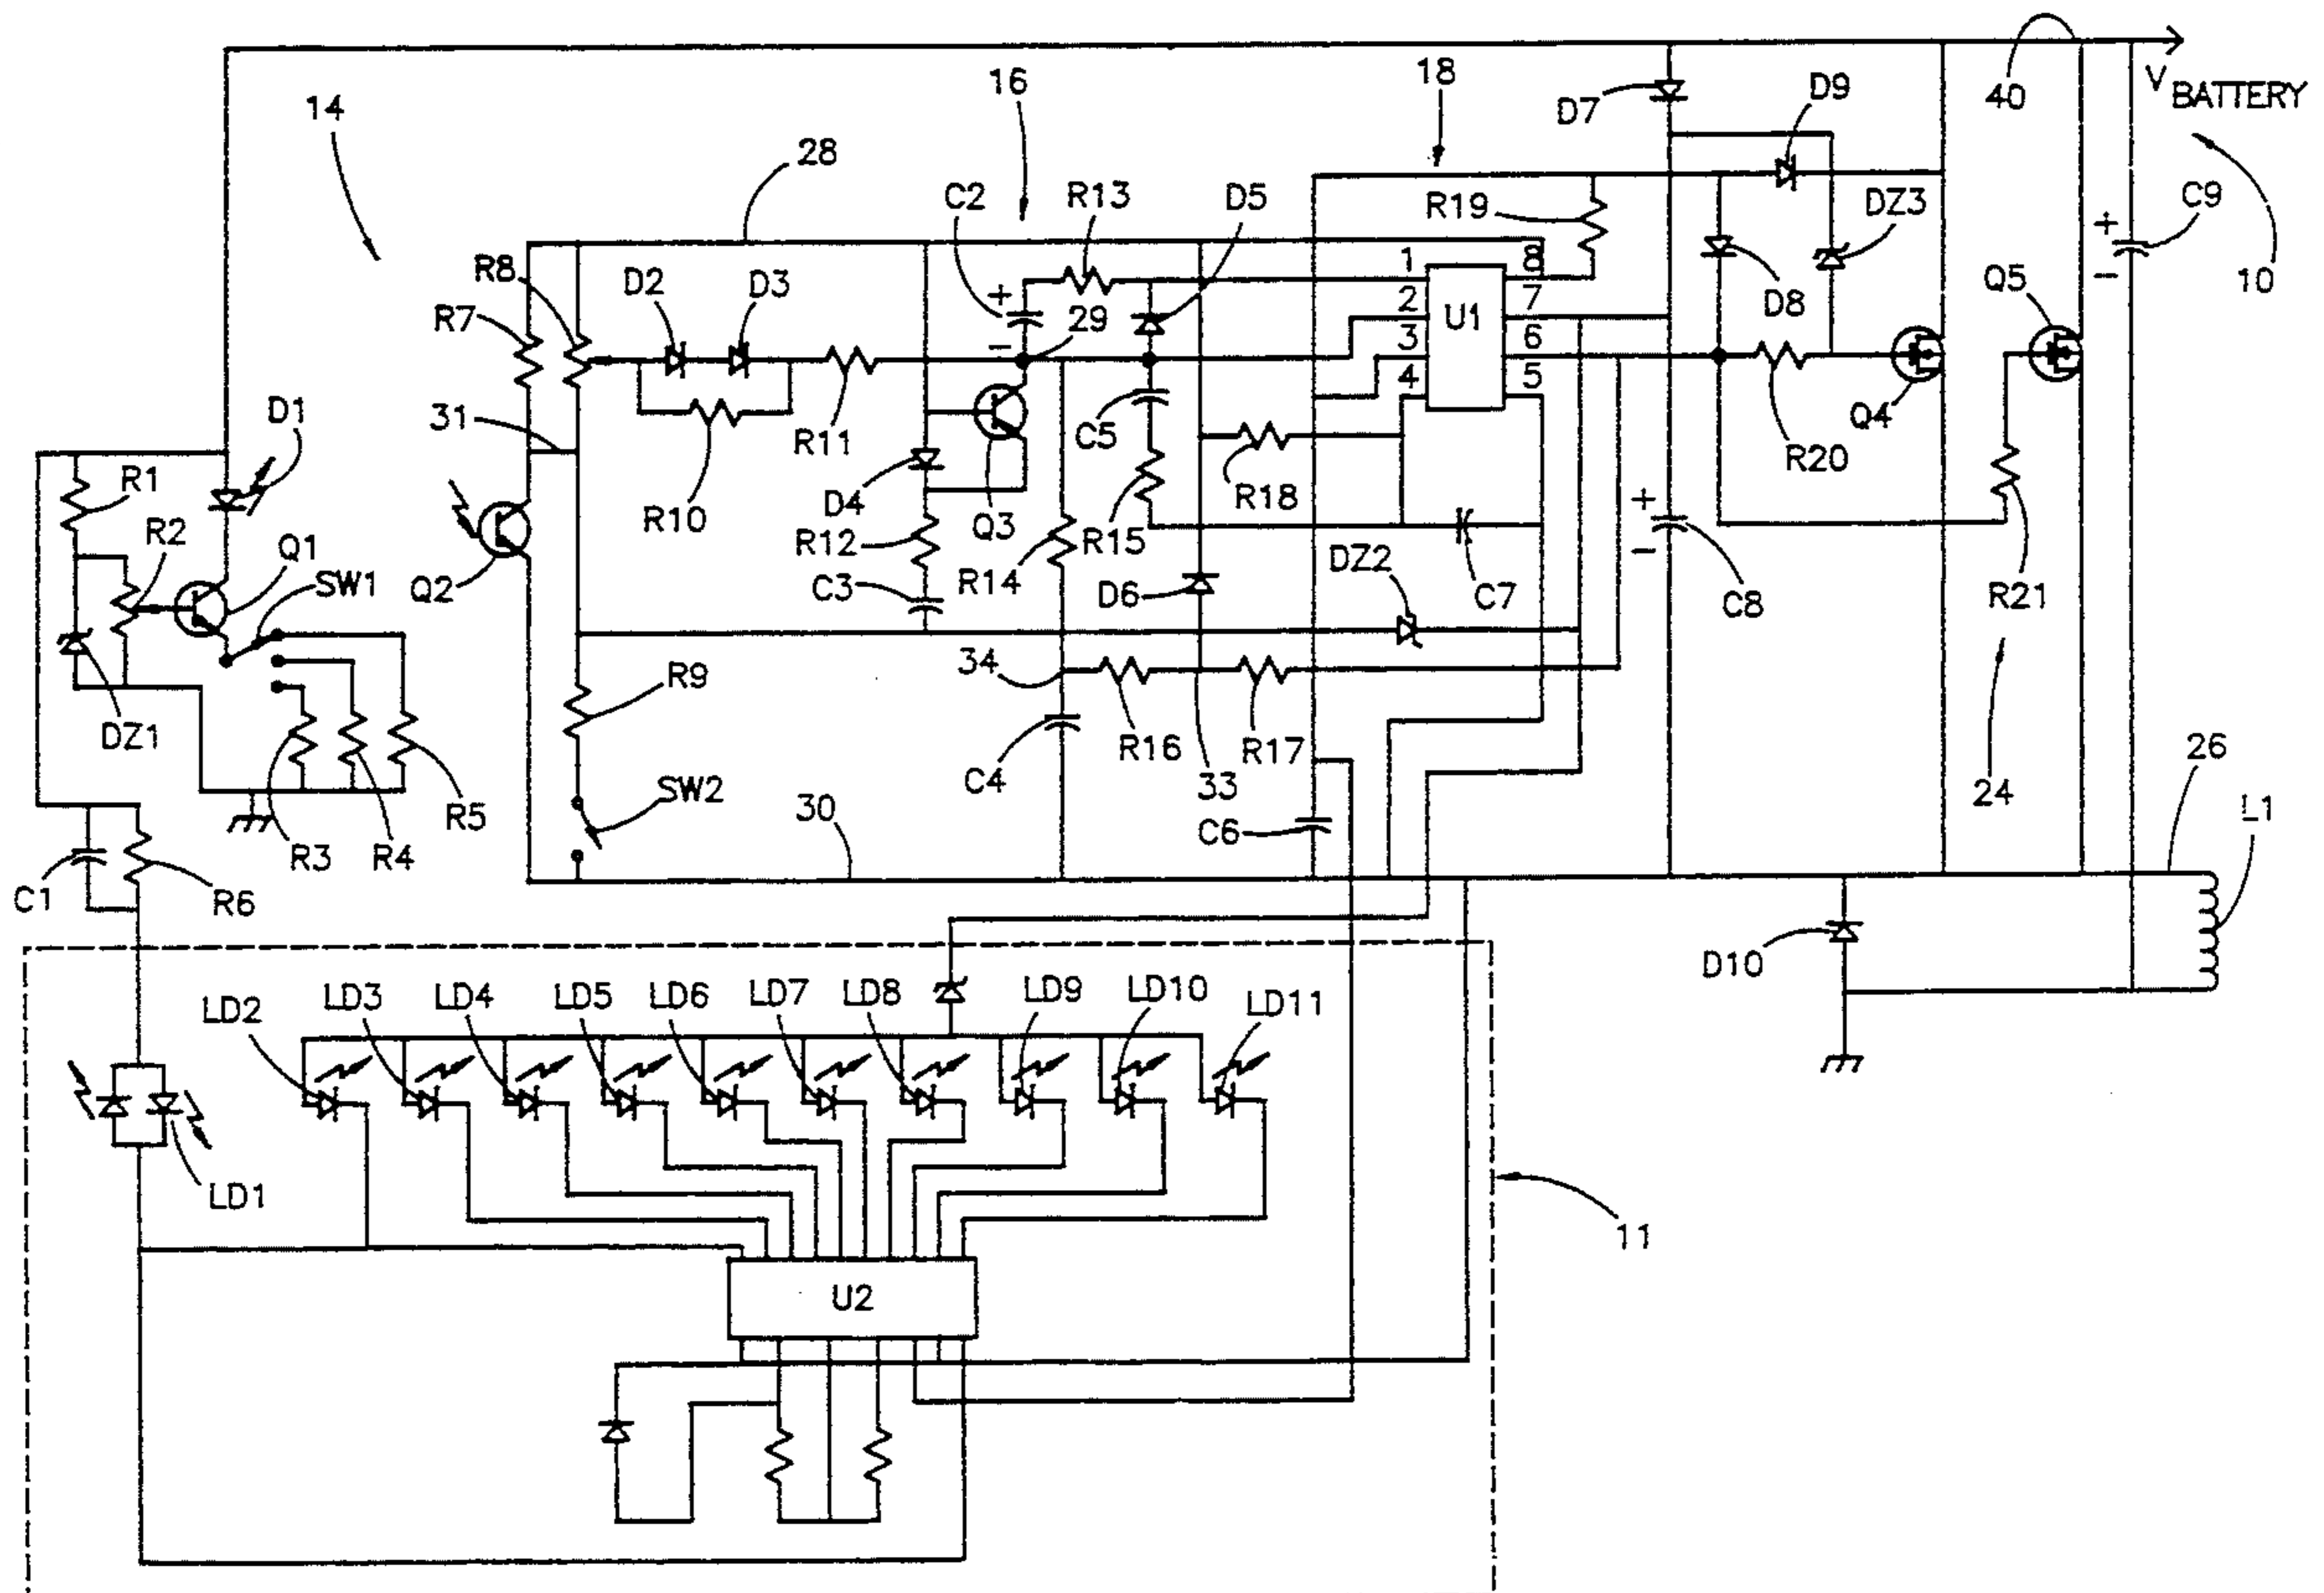 40
V BATTERY
10
14
28
16
18
D7
D9
C2
R13
D5
R19
DZ3
C9
+
-
R8
D2
D3
R7
+
-
29
1
2
3
4
U1
8
7
6
5
D8
Q5
Q4
R20
D1
31
R11
R10
D4
Q3
C5
R15
R18
+
-
C8
R21
R1
R2
Q1
SW1
Q2
R12
C3
R14
D6
DZ2
C7
DZ1
R9
34
R16
R17
33
C4
24
26
L1
SW2
30
C6
R3
R4
R5
C1
R6
D10
LD2
LD3
LD4
LD5
LD6
LD7
LD8
LD9
LD10
LD11
LD1
11
U2